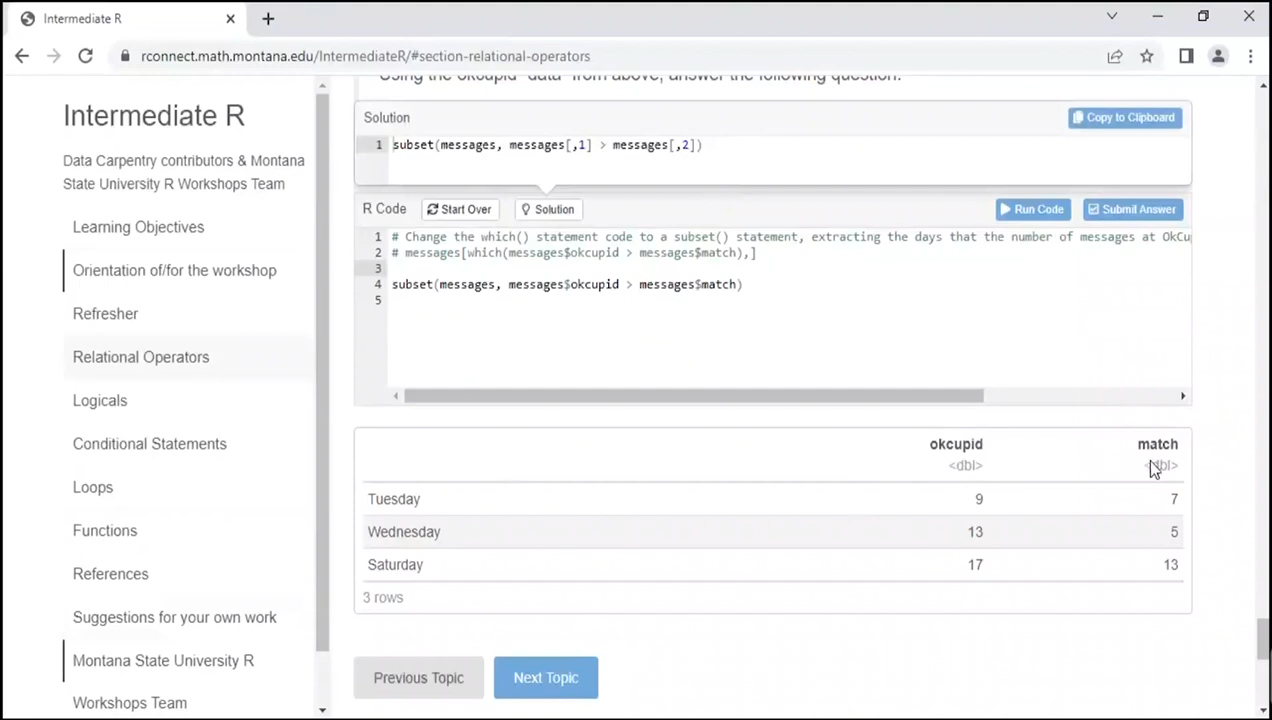 Intermediate R
rconnect.math.montana.edu/IntermediateR/#section-relational-operators
Intermediate R
Data Carpentry contributors & Montana
State University R Workshops Team
Learning Objectives
Orientation of/for the workshop
Refresher
Relational Operators
Logicals
Conditional Statements
Loops
Functions
References
Suggestions for your own work
Montana State University R
Workshops Team
Using the okcupid data from above, answer the following question:
Solution
Copy to Clipboard
1 subset(messages, messages[,1] > messages[,2])
R Code Start Over Solution Run Code Submit Answer
1 # Change the which() statement code to a subset() statement, extracting the days that the number of messages at OkCu
2 # messages[which(messages$okcupid > messages$match),]
3
4 subset(messages, messages$okcupid > messages$match)
5
okcupid match
<dbl> <dbl>
Tuesday 9 7
Wednesday 13 5
Saturday 17 13
3 rows
Previous Topic Next Topic